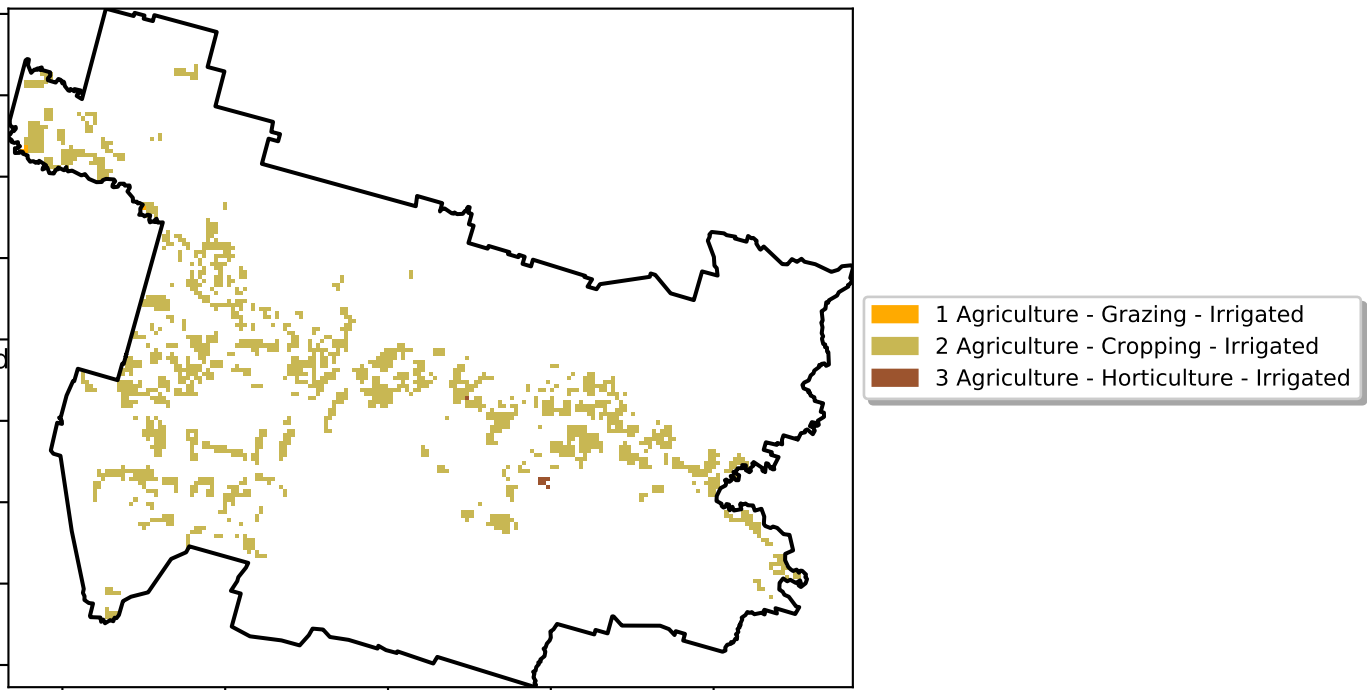 d
1 Agriculture - Grazing - Irrigated
2 Agriculture - Cropping - Irrigated
3 Agriculture - Horticulture - Irrigated